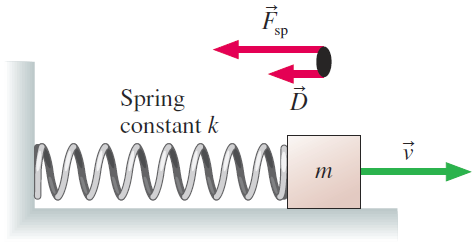 F⃗sp
D⃗
Spring
constant k
m
v⃗